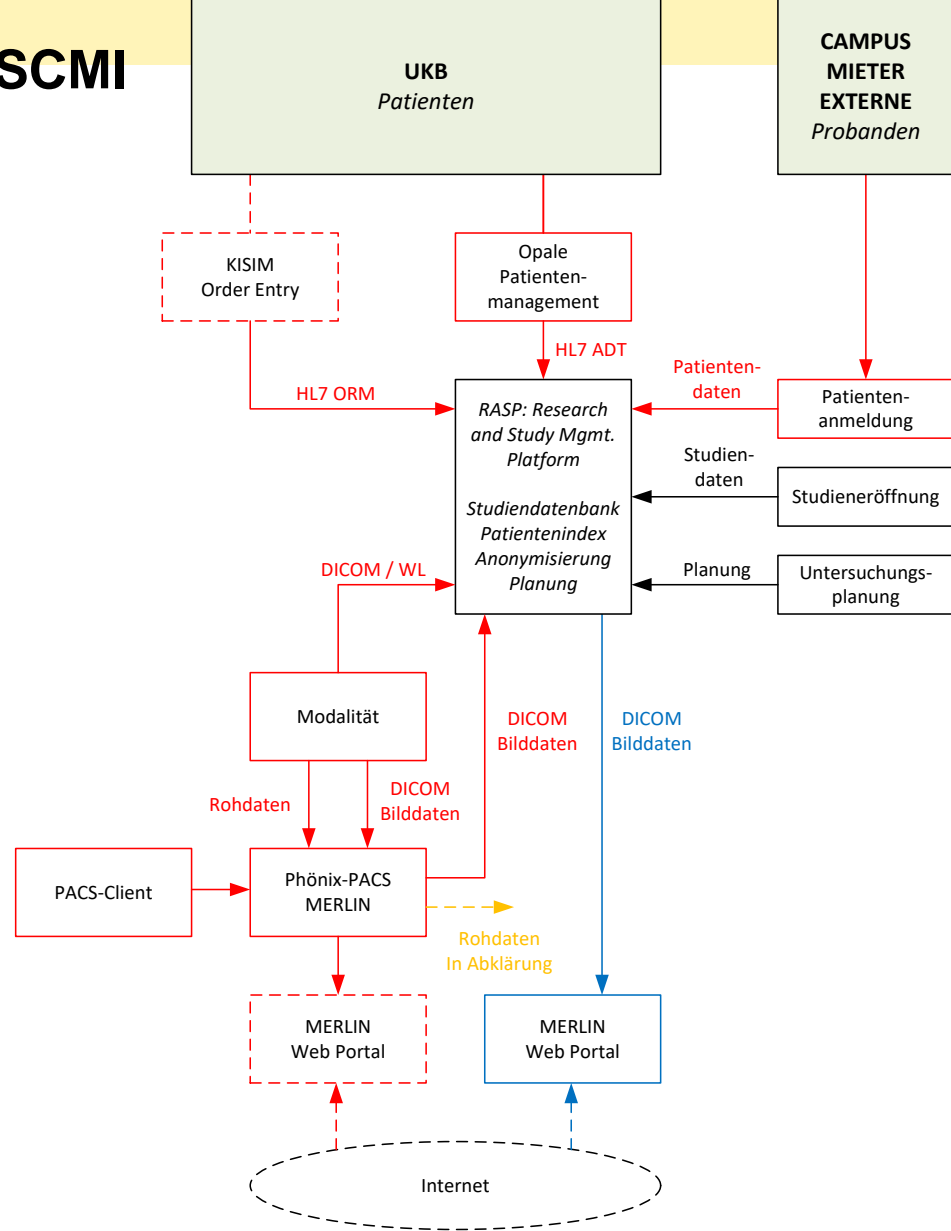 SCMI
UKB
Patienten
CAMPUS
MIETER
EXTERNE
Probanden
KISIM
Order Entry
Opale
Patienten-
management
HL7 ADT
HL7 ORM
Patienten-
daten
Patienten-
anmeldung
RASP: Research
and Study Mgmt.
Platform
Studiendatenbank
Patientenindex
Anonymisierung
Planung
Studien-
daten
Studieneröffnung
Planung
Untersuchungs-
planung
DICOM / WL
Modalität
DICOM
Bilddaten
DICOM
Bilddaten
Rohdaten
DICOM
Bilddaten
PACS-Client
Phönix-PACS
MERLIN
Rohdaten
In Abklärung
MERLIN
Web Portal
MERLIN
Web Portal
Internet